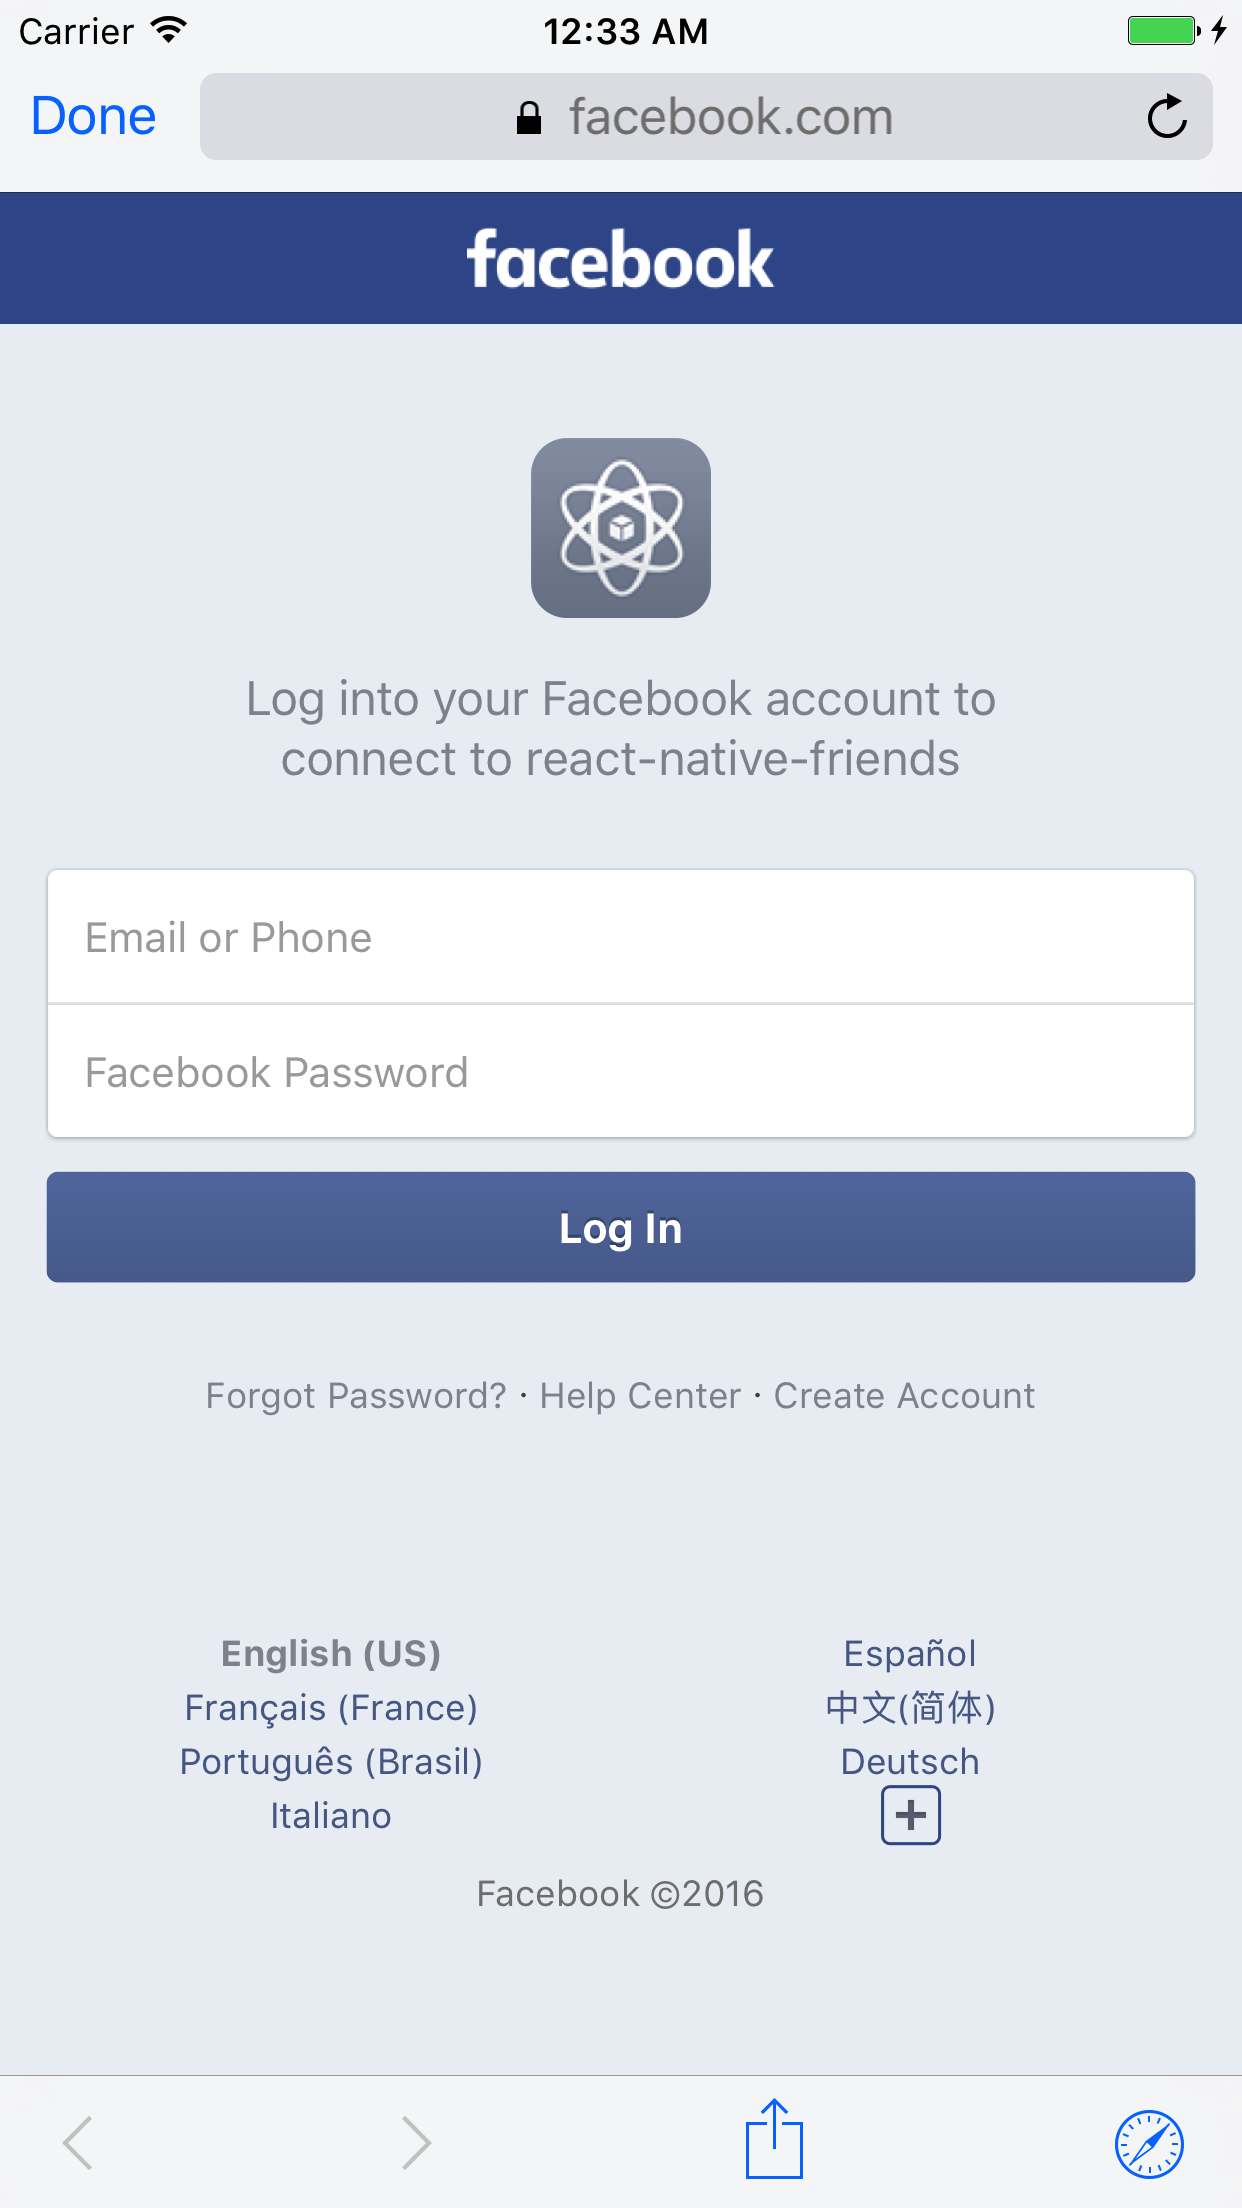 Carrier 12:33 AM
Done facebook.com
facebook
Log into your Facebook account to
connect to react-native-friends
Email or Phone
Facebook Password
Log In
Forgot Password? · Help Center · Create Account
English (US) Español
Français (France) 中文(简体)
Português (Brasil) Deutsch
Italiano
Facebook ©2016